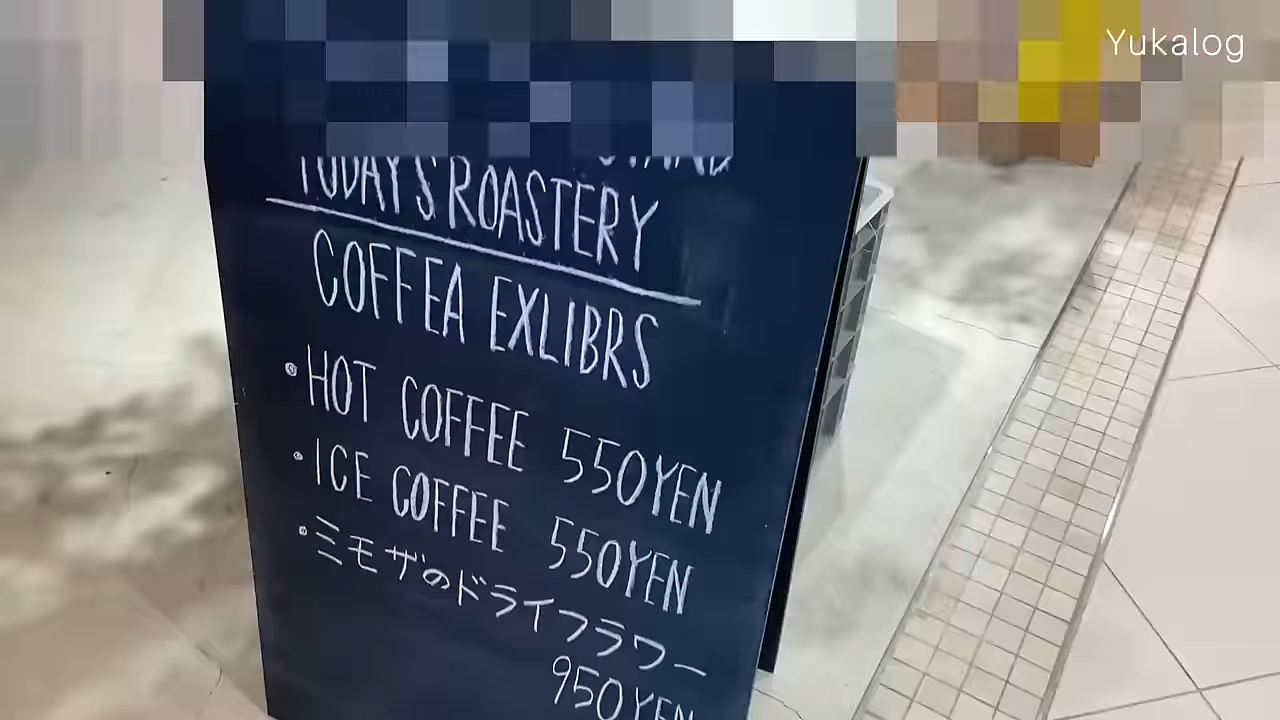 Yukalog
TODAY'S ROASTERY
COFFEA EXLIBRS
・HOT COFFEE 550YEN
・ICE COFFEE 550YEN
・ミモザのドライフラワー
950YEN